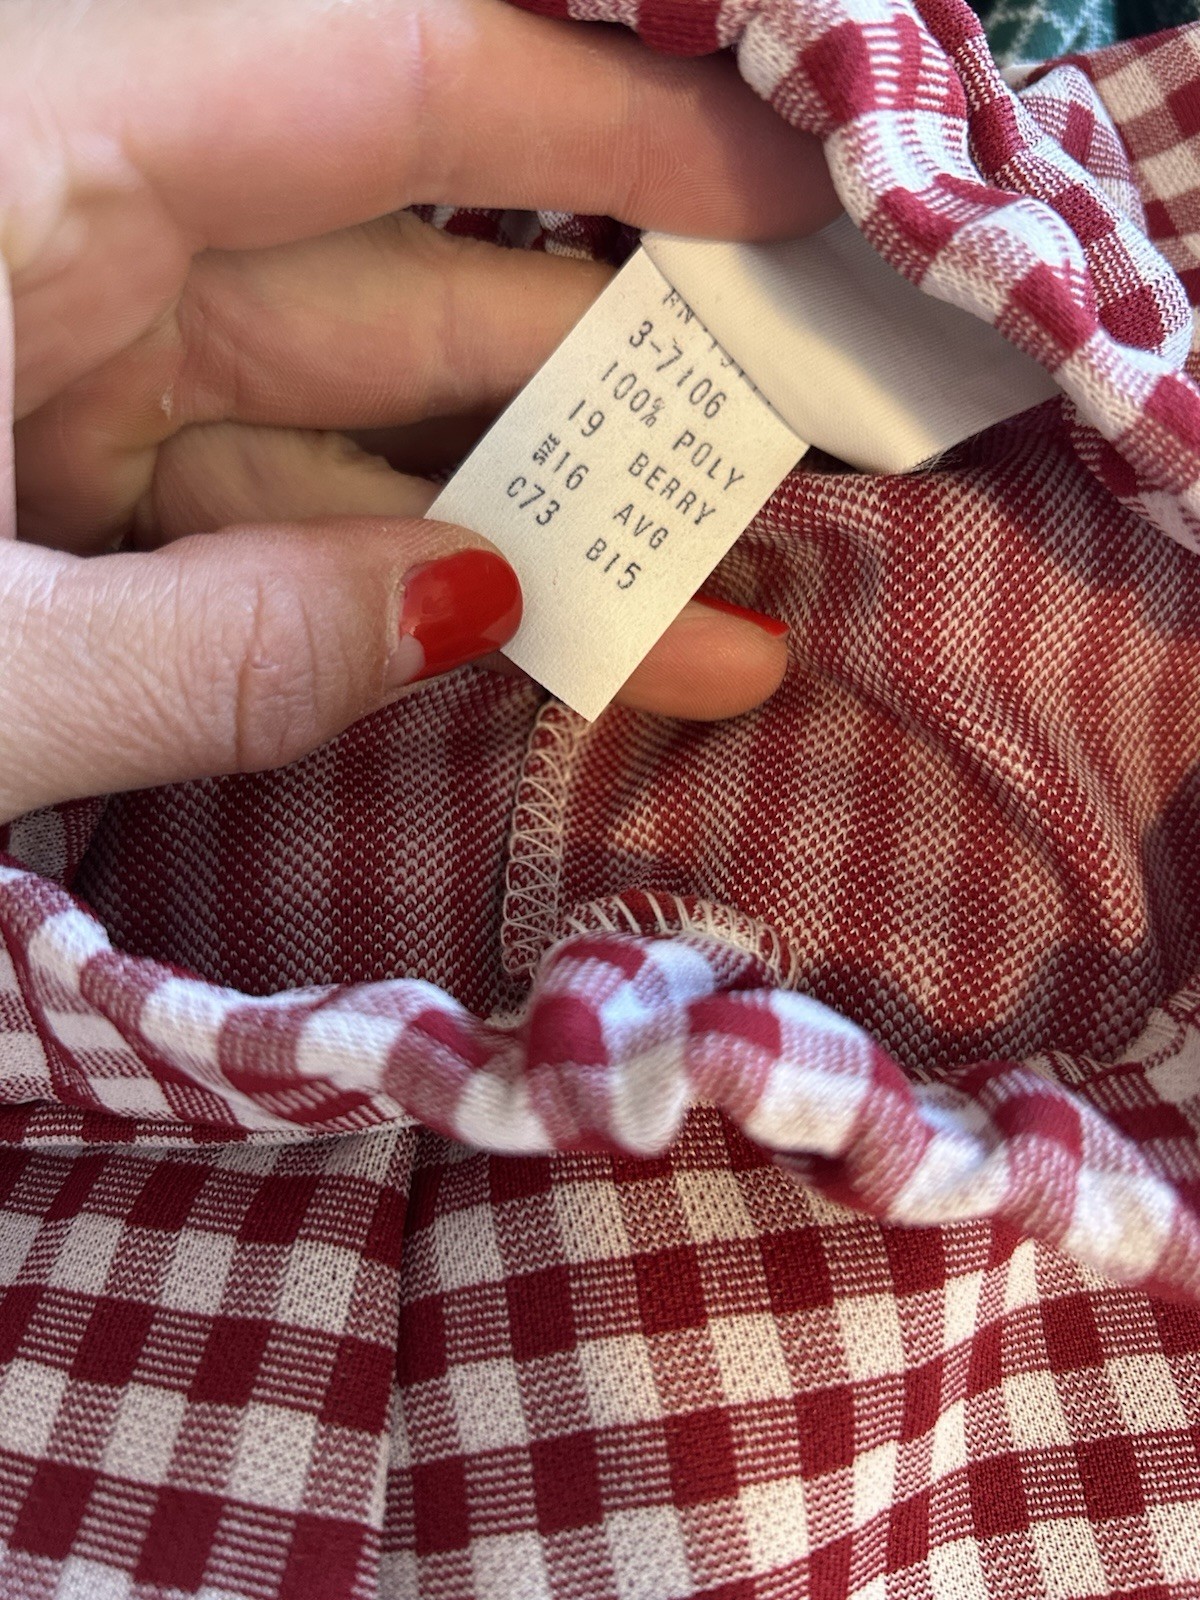 3-7106
100% POLY
19 BERRY
SIZE 16 AVG
C73 B15